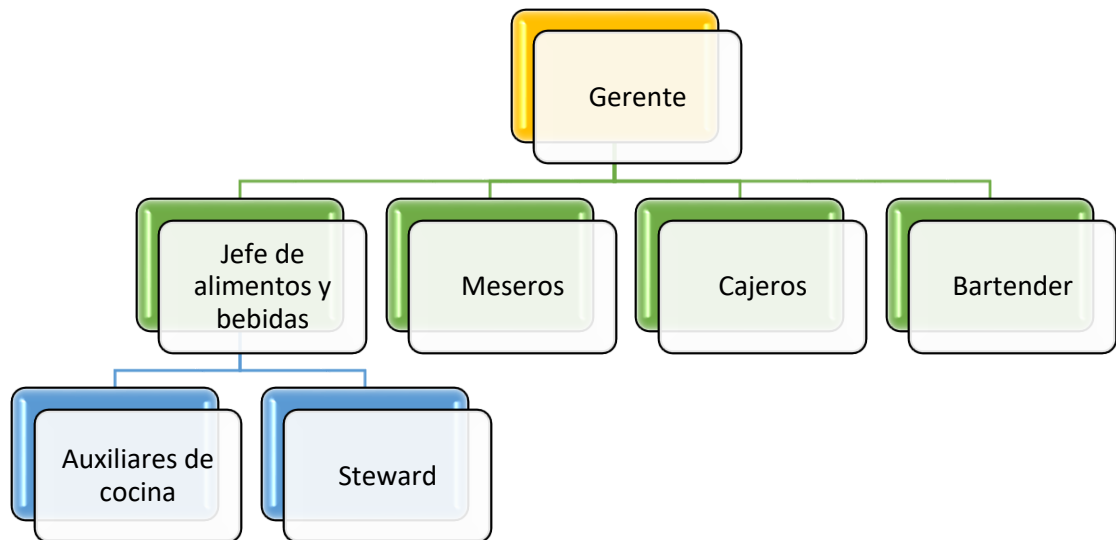 Gerente
Jefe de
alimentos y
bebidas
Meseros
Cajeros
Bartender
Auxiliares de
cocina
Steward